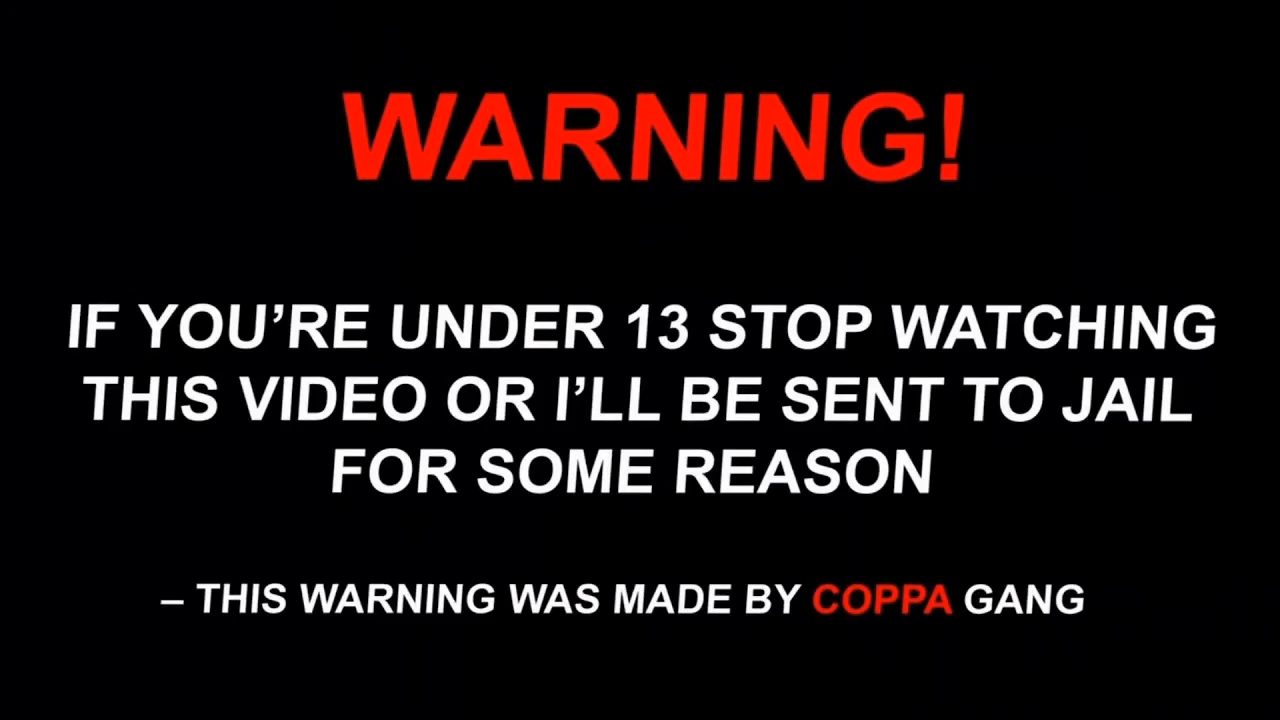 WARNING!
IF YOU’RE UNDER 13 STOP WATCHING
THIS VIDEO OR I’LL BE SENT TO JAIL
FOR SOME REASON
– THIS WARNING WAS MADE BY COPPA GANG